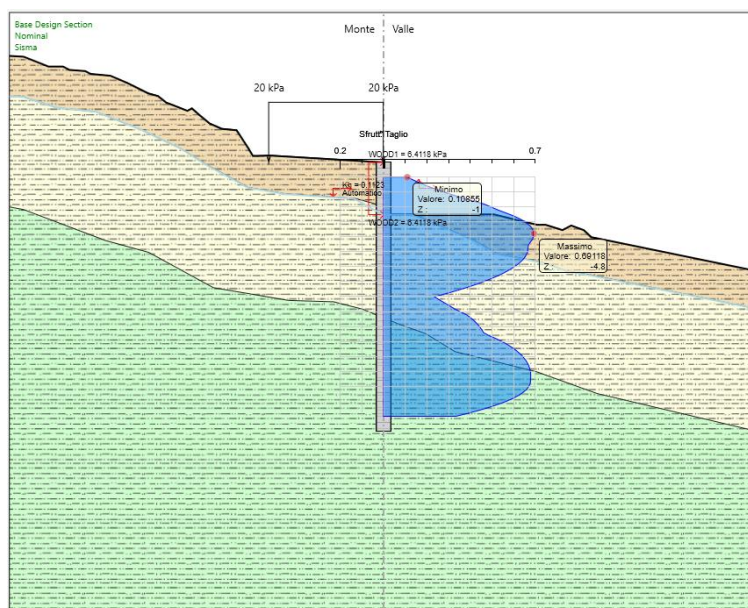 Base Design Section
Nominal
Sisma
Monte
Valle
20 kPa
20 kPa
Sfrutt Taglio
0.2
WOOD1 = 6.4118 kPa
0.7
Kh = 0.1123
Automatico
Minimo
Valore: 0.10855
Z : -1
WOOD2 = 6.4118 kPa
Massimo
Valore: 0.69118
Z : -4.8